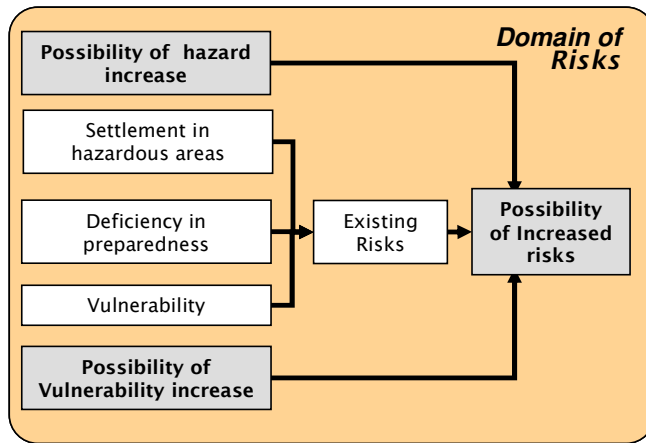 Domain of
Risks
Possibility of hazard
increase
Settlement in
hazardous areas
Deficiency in
preparedness
Vulnerability
Possibility of
Vulnerability increase
Existing
Risks
Possibility
of Increased
risks